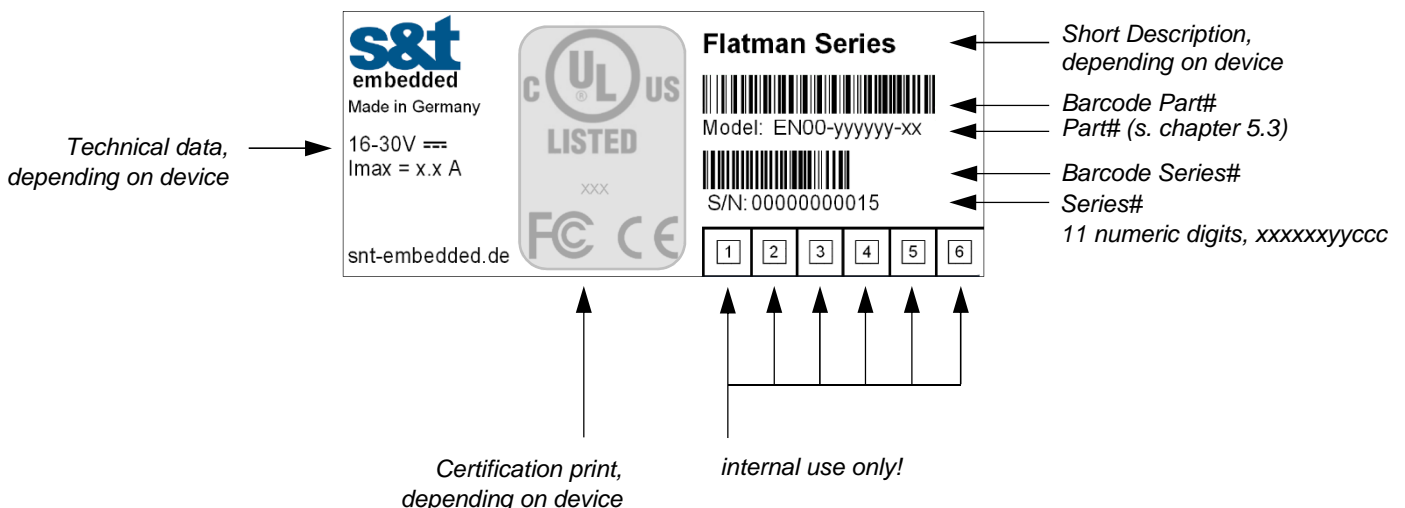 s&t
embedded
Made in Germany
16-30V
Imax = x.x A
snt-embedded.de
C UL US
®
LISTED
xxx
FC CE
Flatman Series
Model: EN00-yyyyyy-xx
S/N: 00000000015
1 2 3 4 5 6
Technical data,
depending on device
Short Description,
depending on device
Barcode Part#
Part# (s. chapter 5.3)
Barcode Series#
Series#
11 numeric digits, xxxxxxyyccc
Certification print,
depending on device
internal use only!